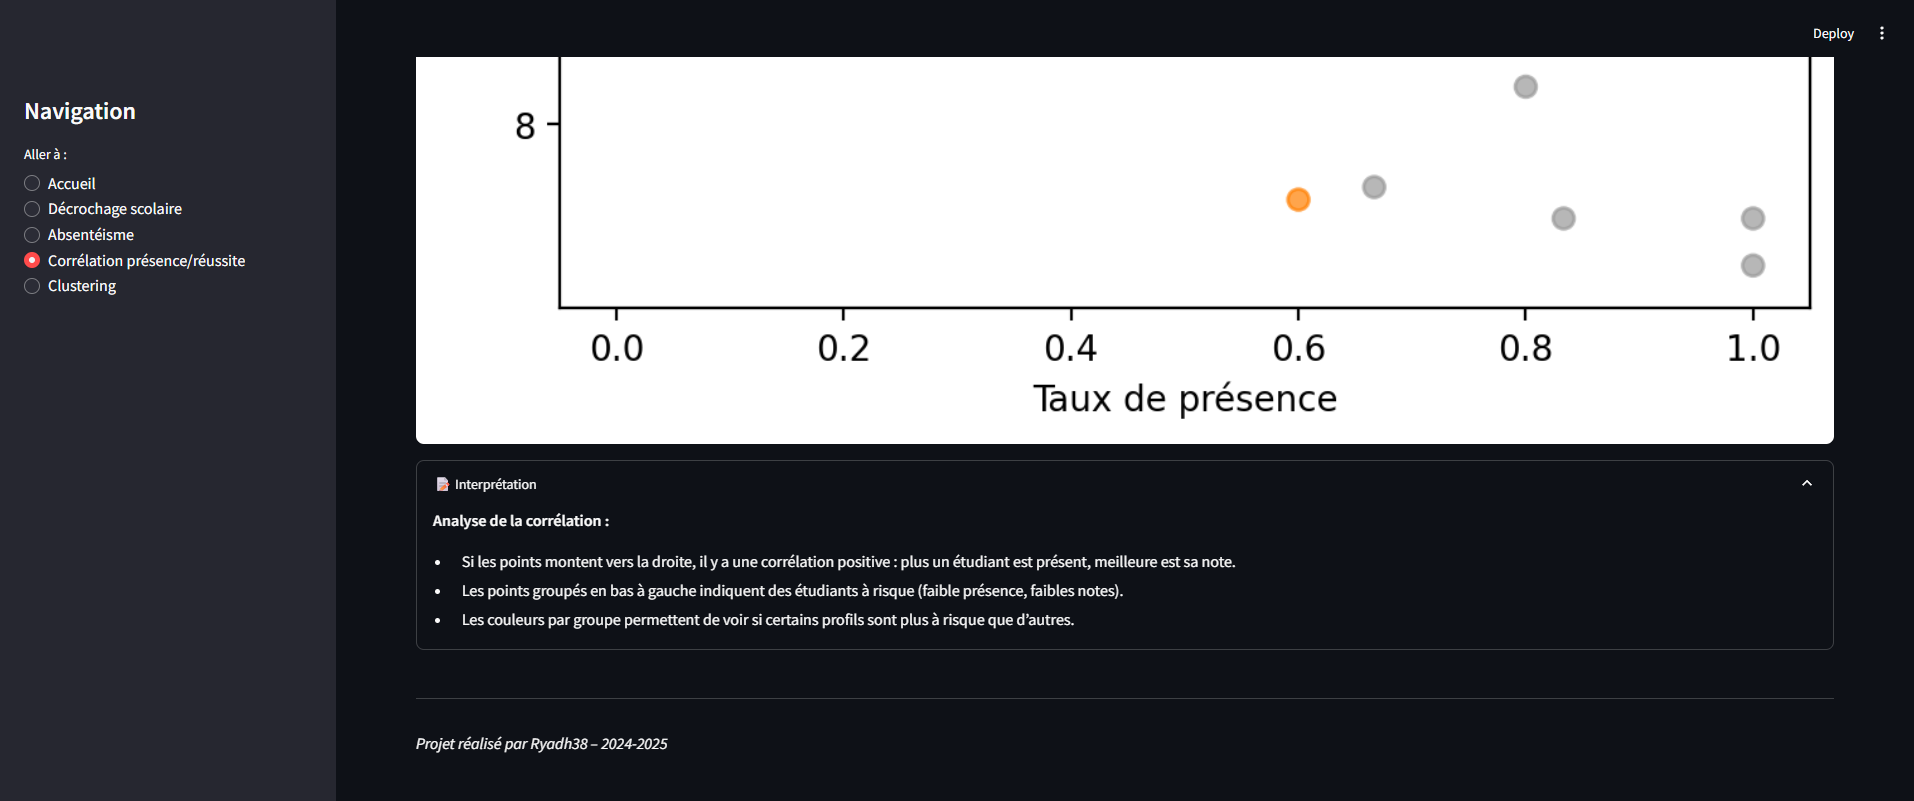 Deploy
Navigation
Aller à :
Accueil
Décrochage scolaire
Absentéisme
Corrélation présence/réussite
Clustering
8
0.0 0.2 0.4 0.6 0.8 1.0
Taux de présence
Interprétation
Analyse de la corrélation :
• Si les points montent vers la droite, il y a une corrélation positive : plus un étudiant est présent, meilleure est sa note.
• Les points groupés en bas à gauche indiquent des étudiants à risque (faible présence, faibles notes).
• Les couleurs par groupe permettent de voir si certains profils sont plus à risque que d’autres.
Projet réalisé par Ryadh38 – 2024-2025